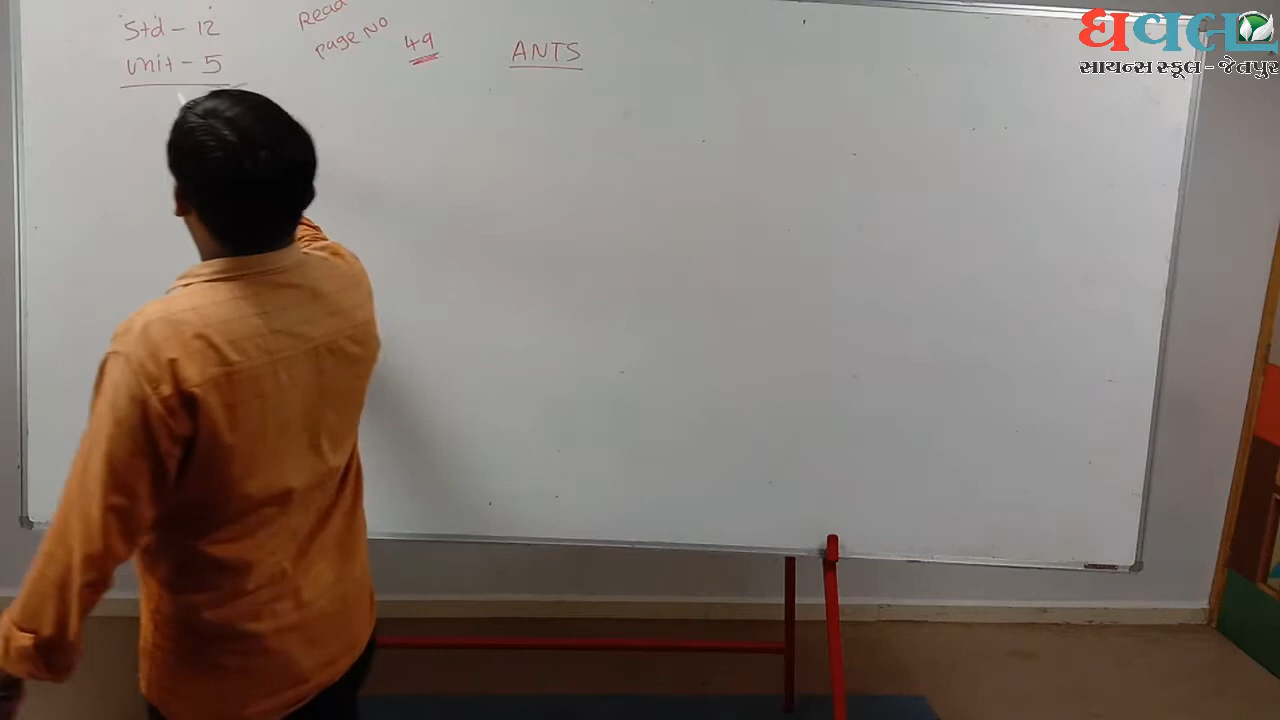 Std - 12
Unit - 5
Read
page No
49
ANTS
ધવલ
સાયન્સ સ્કૂલ - જેતપુર